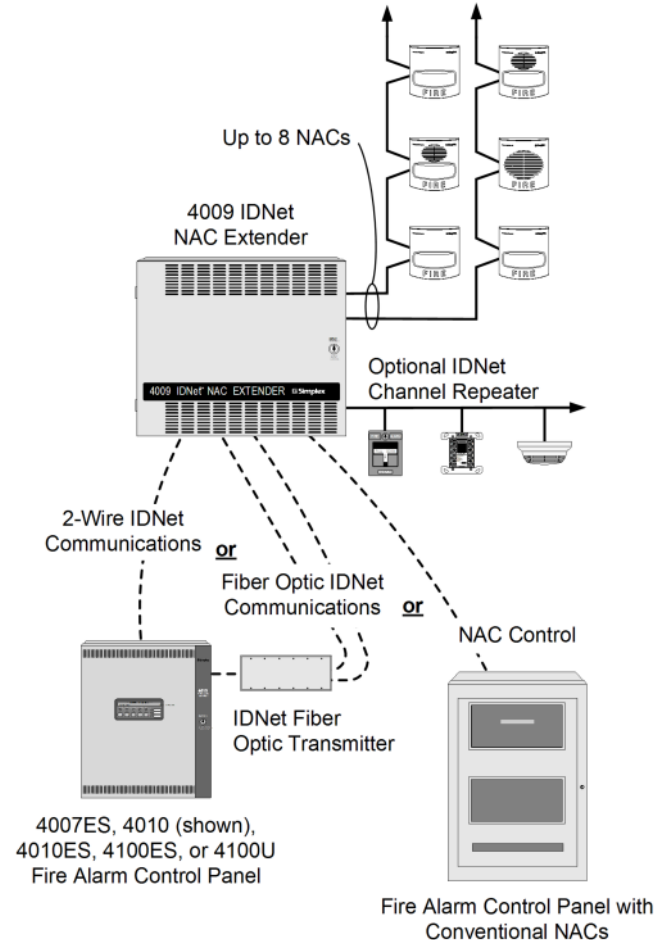 Up to 8 NACs
4009 IDNet
NAC Extender
FIRE
FIRE
FIRE
FIRE
FIRE
FIRE
4009 IDNet NAC EXTENDER Simplex
Optional IDNet
Channel Repeater
2-Wire IDNet
Communications
or
Fiber Optic IDNet
Communications
or
NAC Control
IDNet Fiber
Optic Transmitter
4007ES, 4010 (shown),
4010ES, 4100ES, or 4100U
Fire Alarm Control Panel
Fire Alarm Control Panel with
Conventional NACs